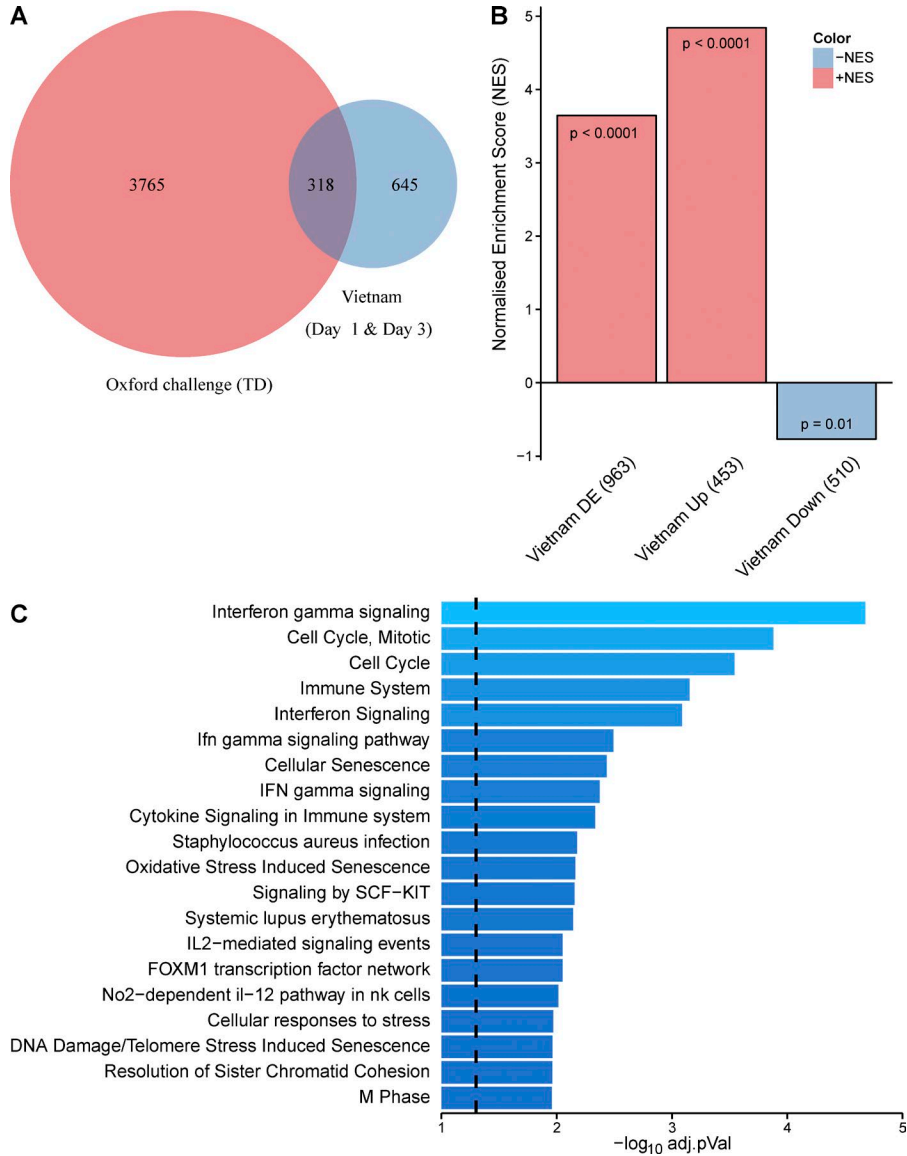 A
3765
318
645
Vietnam
(Day 1 & Day 3)
Oxford challenge (TD)
B
Normalised Enrichment Score (NES)
5
4
3
2
1
0
−1
p < 0.0001
p < 0.0001
p = 0.01
Color
−NES
+NES
Vietnam DE (963)
Vietnam Up (453)
Vietnam Down (510)
C
Interferon gamma signaling
Cell Cycle, Mitotic
Cell Cycle
Immune System
Interferon Signaling
Ifn gamma signaling pathway
Cellular Senescence
IFN gamma signaling
Cytokine Signaling in Immune system
Staphylococcus aureus infection
Oxidative Stress Induced Senescence
Signaling by SCF−KIT
Systemic lupus erythematosus
IL2−mediated signaling events
FOXM1 transcription factor network
No2−dependent il−12 pathway in nk cells
Cellular responses to stress
DNA Damage/Telomere Stress Induced Senescence
Resolution of Sister Chromatid Cohesion
M Phase
1 2 3 4 5
−log10 adj.pVal